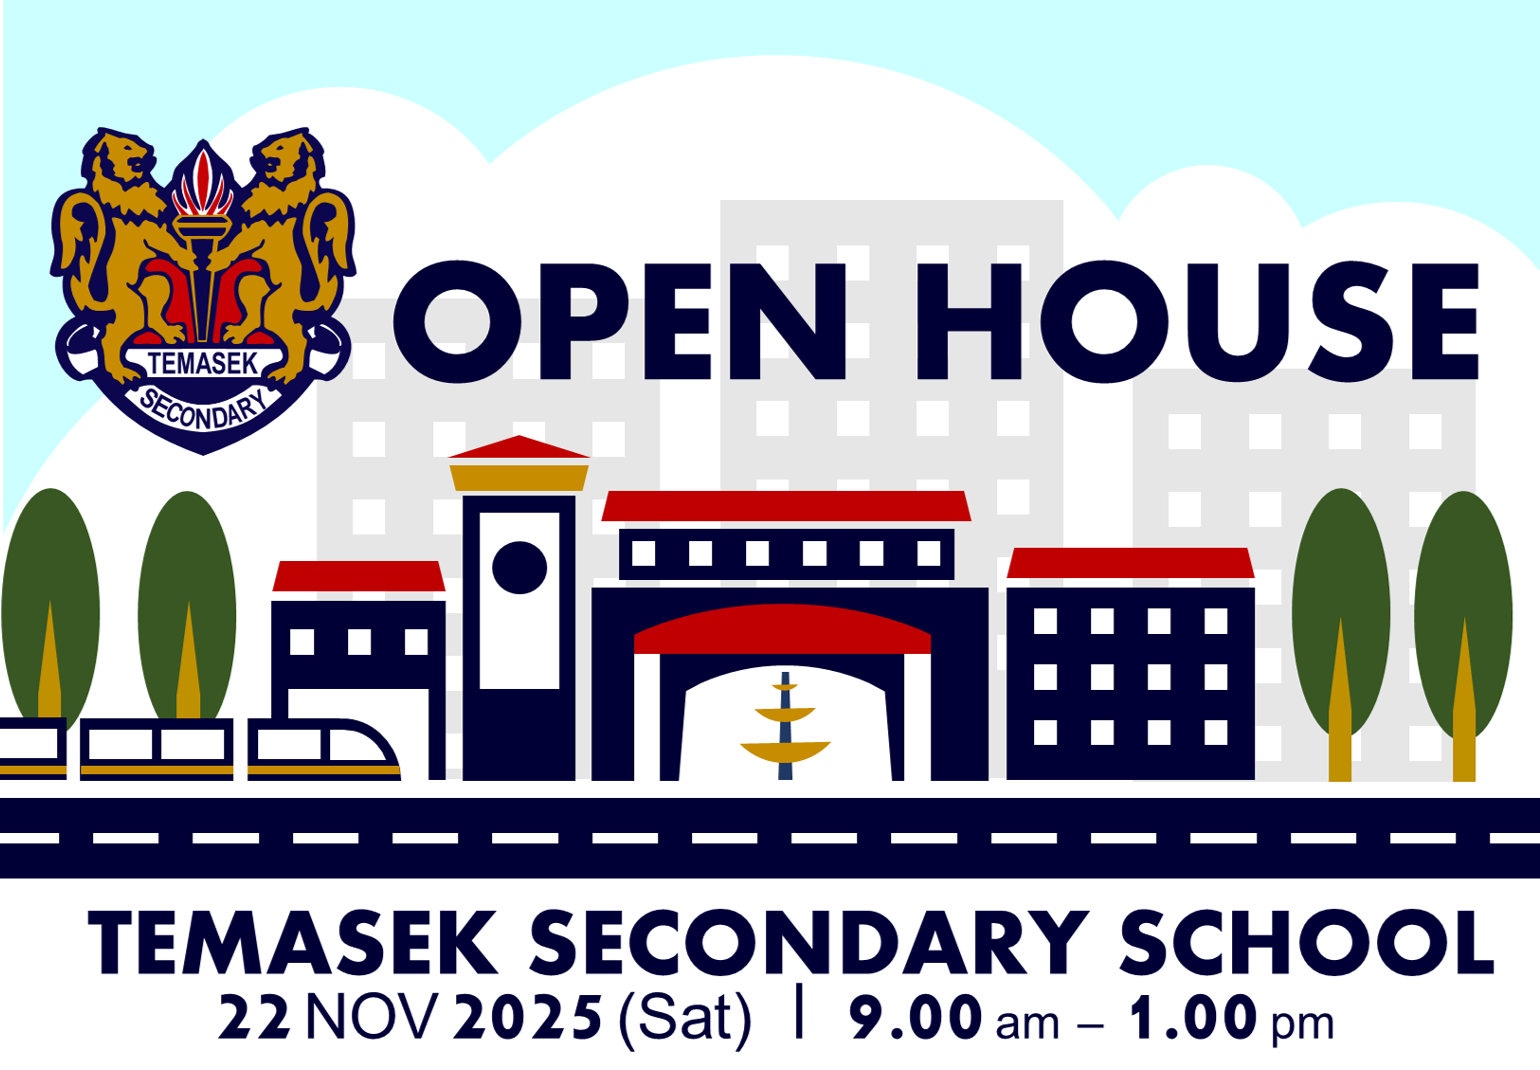 TEMASEK
SECONDARY
OPEN HOUSE
TEMASEK SECONDARY SCHOOL
22 NOV 2025 (Sat) | 9.00 am – 1.00 pm